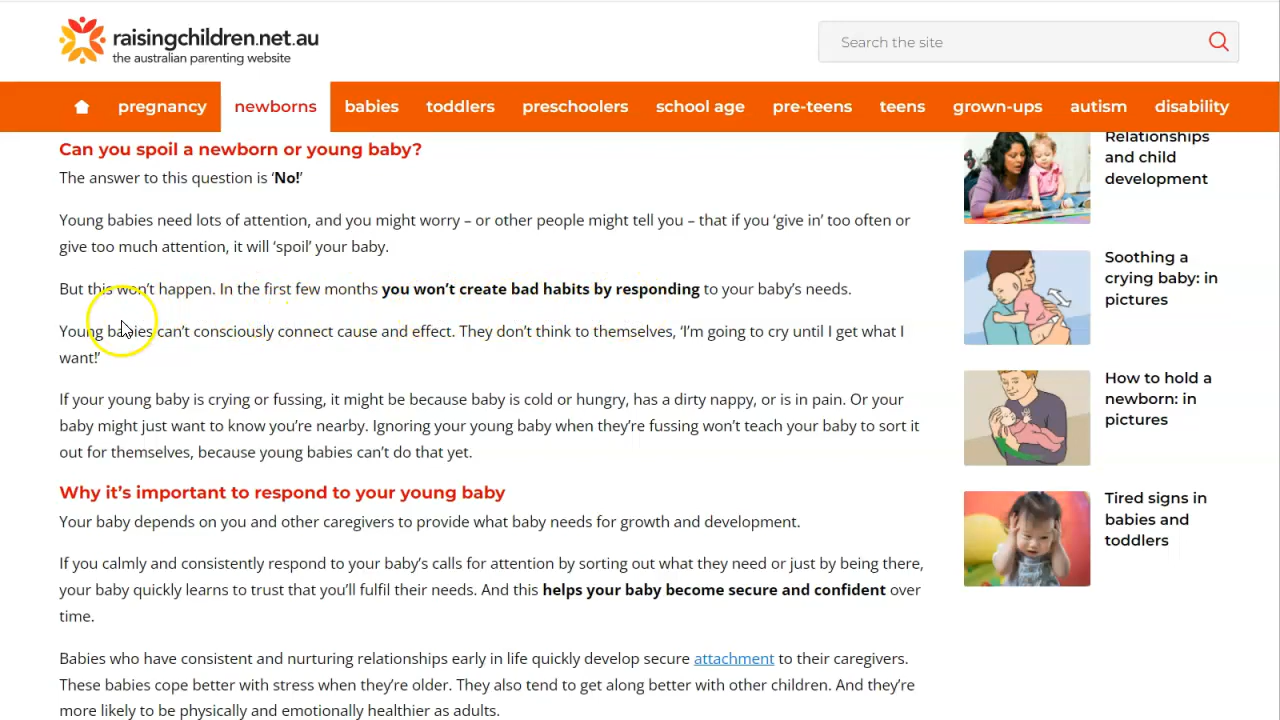 raisingchildren.net.au
the australian parenting website
Search the site
pregnancy newborns babies toddlers preschoolers school age pre-teens teens grown-ups autism disability
Can you spoil a newborn or young baby?
The answer to this question is ‘No!’
Young babies need lots of attention, and you might worry – or other people might tell you – that if you ‘give in’ too often or
give too much attention, it will ‘spoil’ your baby.
But this won’t happen. In the first few months you won’t create bad habits by responding to your baby’s needs.
Young babies can’t consciously connect cause and effect. They don’t think to themselves, ‘I’m going to cry until I get what I
want!’
If your young baby is crying or fussing, it might be because baby is cold or hungry, has a dirty nappy, or is in pain. Or your
baby might just want to know you’re nearby. Ignoring your young baby when they’re fussing won’t teach your baby to sort it
out for themselves, because young babies can’t do that yet.
Why it’s important to respond to your young baby
Your baby depends on you and other caregivers to provide what baby needs for growth and development.
If you calmly and consistently respond to your baby’s calls for attention by sorting out what they need or just by being there,
your baby quickly learns to trust that you’ll fulfil their needs. And this helps your baby become secure and confident over
time.
Babies who have consistent and nurturing relationships early in life quickly develop secure attachment to their caregivers.
These babies cope better with stress when they’re older. They also tend to get along better with other children. And they’re
more likely to be physically and emotionally healthier as adults.
Relationships
and child
development
Soothing a
crying baby: in
pictures
How to hold a
newborn: in
pictures
Tired signs in
babies and
toddlers